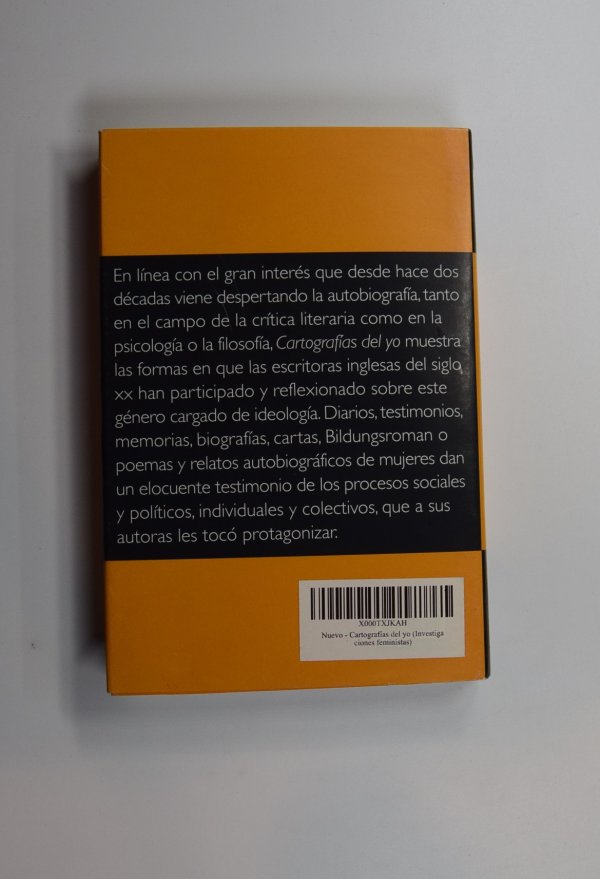 En línea con el gran interés que desde hace dos
décadas viene despertando la autobiografía, tanto
en el campo de la crítica literaria como en la
psicología o la filosofía, Cartografías del yo muestra
las formas en que las escritoras inglesas del siglo
XX han participado y reflexionado sobre este
género cargado de ideología. Diarios, testimonios,
memorias, biografías, cartas, Bildungsroman o
poemas y relatos autobiográficos de mujeres dan
un elocuente testimonio de los procesos sociales
y políticos, individuales y colectivos, que a sus
autoras les tocó protagonizar.
X000TXJKAH
Nuevo - Cartografías del yo (Investiga
ciones feministas)